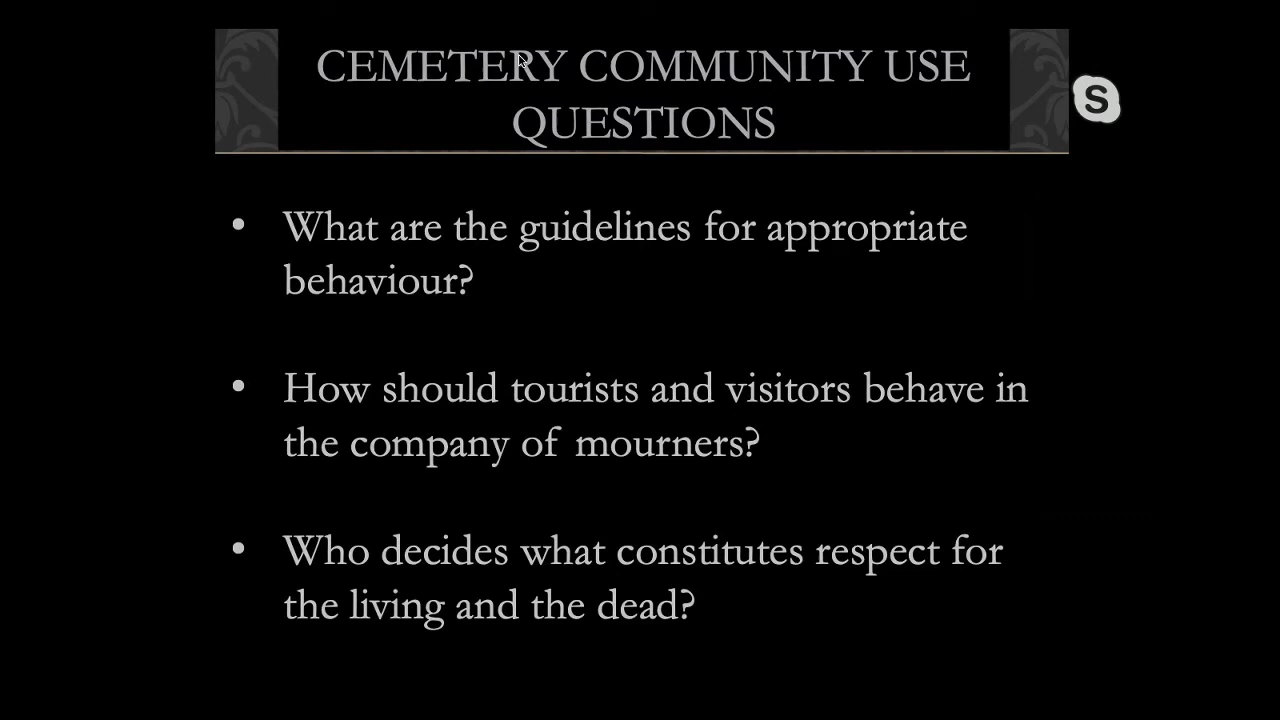 CEMETERY COMMUNITY USE
QUESTIONS
S
• What are the guidelines for appropriate
behaviour?
• How should tourists and visitors behave in
the company of mourners?
• Who decides what constitutes respect for
the living and the dead?